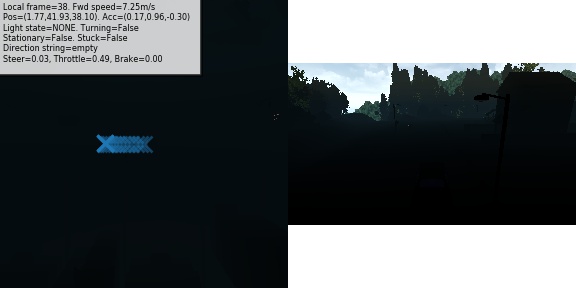 Local frame=38. Fwd speed=7.25m/s
Pos=(1.77,41.93,38.10). Acc=(0.17,0.96,-0.30)
Light state=NONE. Turning=False
Stationary=False. Stuck=False
Direction string=empty
Steer=0.03, Throttle=0.49, Brake=0.00